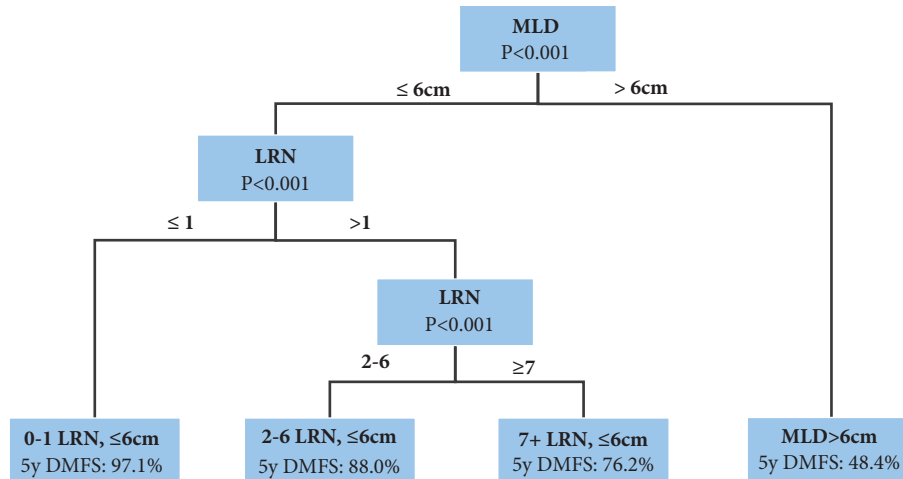 MLD
P<0.001
≤ 6cm
> 6cm
LRN
P<0.001
≤ 1
>1
LRN
P<0.001
2-6
≥7
0-1 LRN, ≤6cm
5y DMFS: 97.1%
2-6 LRN, ≤6cm
5y DMFS: 88.0%
7+ LRN, ≤6cm
5y DMFS: 76.2%
MLD>6cm
5y DMFS: 48.4%